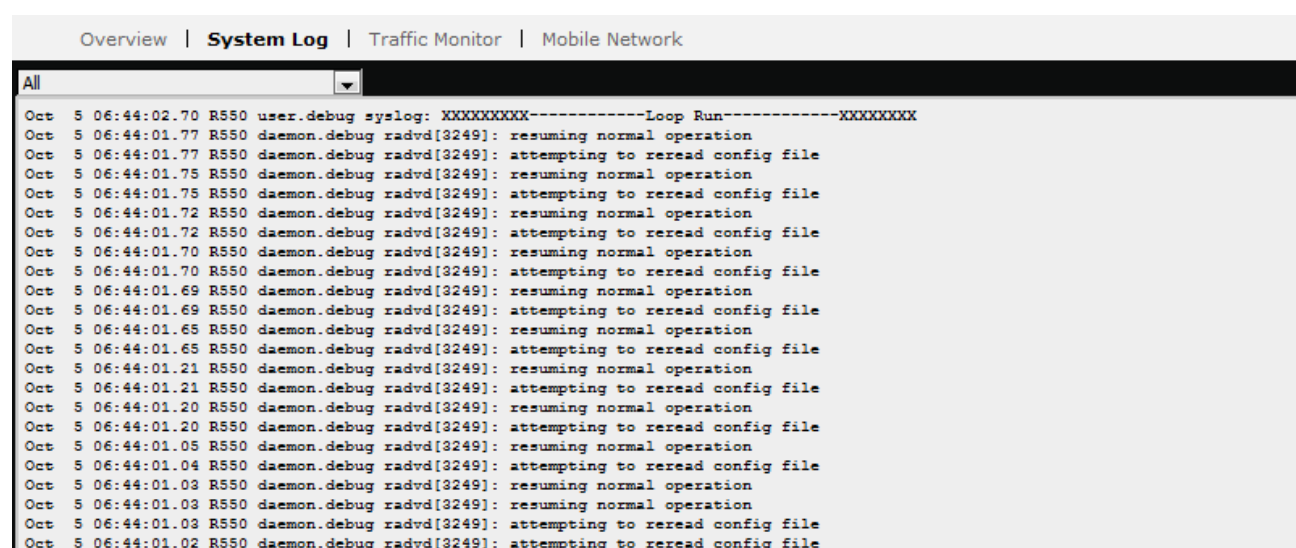 Overview | System Log | Traffic Monitor | Mobile Network
All
Oct  5 06:44:02.70 R550 user.debug syslog: XXXXXXXXX------------Loop Run------------XXXXXXXX
Oct  5 06:44:01.77 R550 daemon.debug radvd[3249]: resuming normal operation
Oct  5 06:44:01.77 R550 daemon.debug radvd[3249]: attempting to reread config file
Oct  5 06:44:01.75 R550 daemon.debug radvd[3249]: resuming normal operation
Oct  5 06:44:01.75 R550 daemon.debug radvd[3249]: attempting to reread config file
Oct  5 06:44:01.72 R550 daemon.debug radvd[3249]: resuming normal operation
Oct  5 06:44:01.72 R550 daemon.debug radvd[3249]: attempting to reread config file
Oct  5 06:44:01.70 R550 daemon.debug radvd[3249]: resuming normal operation
Oct  5 06:44:01.70 R550 daemon.debug radvd[3249]: attempting to reread config file
Oct  5 06:44:01.69 R550 daemon.debug radvd[3249]: resuming normal operation
Oct  5 06:44:01.69 R550 daemon.debug radvd[3249]: attempting to reread config file
Oct  5 06:44:01.65 R550 daemon.debug radvd[3249]: resuming normal operation
Oct  5 06:44:01.65 R550 daemon.debug radvd[3249]: attempting to reread config file
Oct  5 06:44:01.21 R550 daemon.debug radvd[3249]: resuming normal operation
Oct  5 06:44:01.21 R550 daemon.debug radvd[3249]: attempting to reread config file
Oct  5 06:44:01.20 R550 daemon.debug radvd[3249]: resuming normal operation
Oct  5 06:44:01.20 R550 daemon.debug radvd[3249]: attempting to reread config file
Oct  5 06:44:01.05 R550 daemon.debug radvd[3249]: resuming normal operation
Oct  5 06:44:01.04 R550 daemon.debug radvd[3249]: attempting to reread config file
Oct  5 06:44:01.03 R550 daemon.debug radvd[3249]: resuming normal operation
Oct  5 06:44:01.03 R550 daemon.debug radvd[3249]: resuming normal operation
Oct  5 06:44:01.03 R550 daemon.debug radvd[3249]: attempting to reread config file
Oct  5 06:44:01.02 R550 daemon.debug radvd[3249]: attempting to reread config file